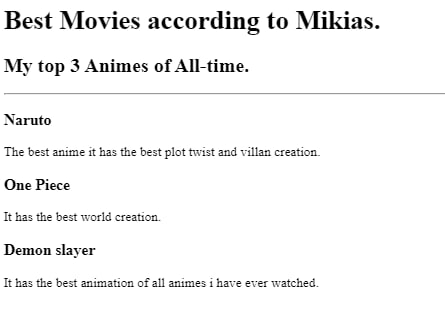 Best Movies according to Mikias.
My top 3 Animes of All-time.
Naruto
The best anime it has the best plot twist and villan creation.
One Piece
It has the best world creation.
Demon slayer
It has the best animation of all animes i have ever watched.